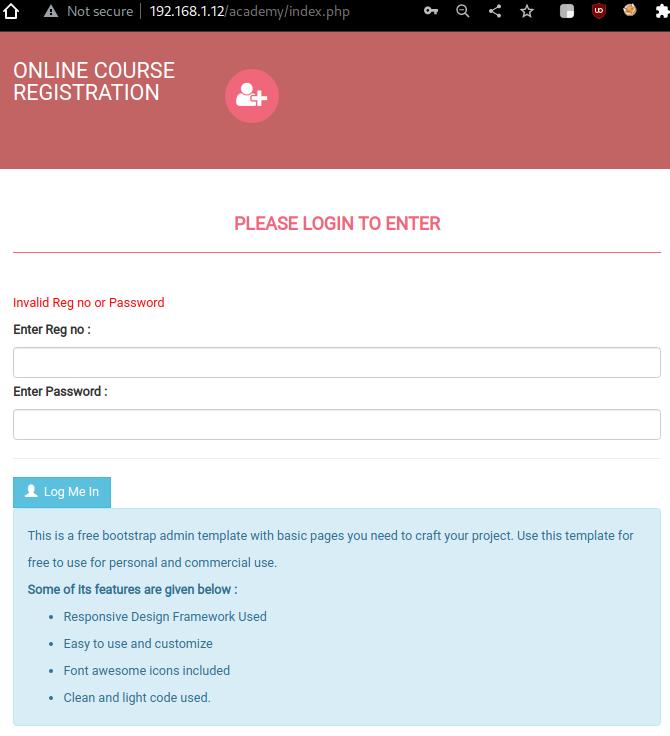 Not secure | 192.168.1.12/academy/index.php
ONLINE COURSE
REGISTRATION
PLEASE LOGIN TO ENTER
Invalid Reg no or Password
Enter Reg no :
Enter Password :
Log Me In
This is a free bootstrap admin template with basic pages you need to craft your project. Use this template for
free to use for personal and commercial use.
Some of its features are given below :
• Responsive Design Framework Used
• Easy to use and customize
• Font awesome icons included
• Clean and light code used.